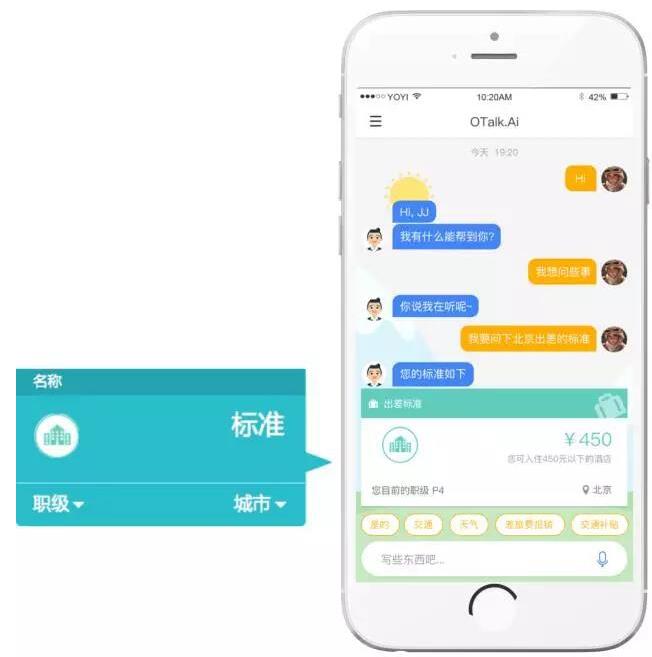 名称
标准
职级
城市
YOYI
10:20AM
42%
OTalk.Ai
今天 19:20
Hi
Hi, JJ
我有什么能帮到你?
我想问些事
你说我在听呢~
我要问下北京出差的标准
您的标准如下
出差标准
￥450
您可入住450元以下的酒店
您目前的职级 P4
北京
是的
交通
天气
差旅费报销
交通补贴
写些东西吧...